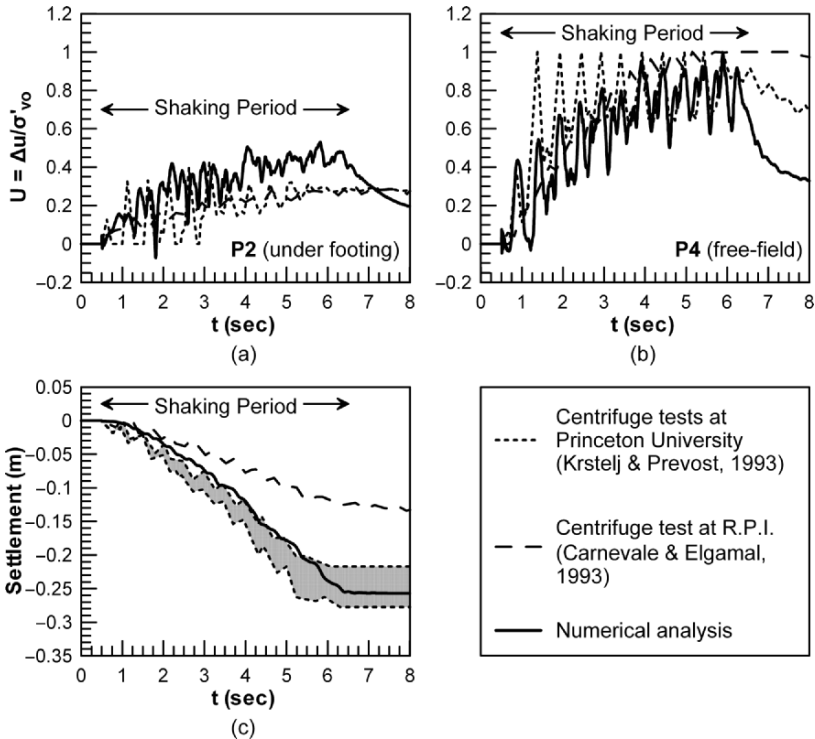 1.2
1
0.8
0.6
0.4
0.2
0
−0.2
U = Δu/σ'vo
Shaking Period
P2 (under footing)
0 1 2 3 4 5 6 7 8
t (sec)
(a)
1.2
1
0.8
0.6
0.4
0.2
0
−0.2
Shaking Period
P4 (free-field)
0 1 2 3 4 5 6 7 8
t (sec)
(b)
0.05
0
−0.05
−0.1
−0.15
−0.2
−0.25
−0.3
−0.35
Settlement (m)
Shaking Period
0 1 2 3 4 5 6 7 8
t (sec)
(c)
Centrifuge tests at
Princeton University
(Krstelj & Prevost, 1993)
Centrifuge test at R.P.I.
(Carnevale & Elgamal,
1993)
Numerical analysis